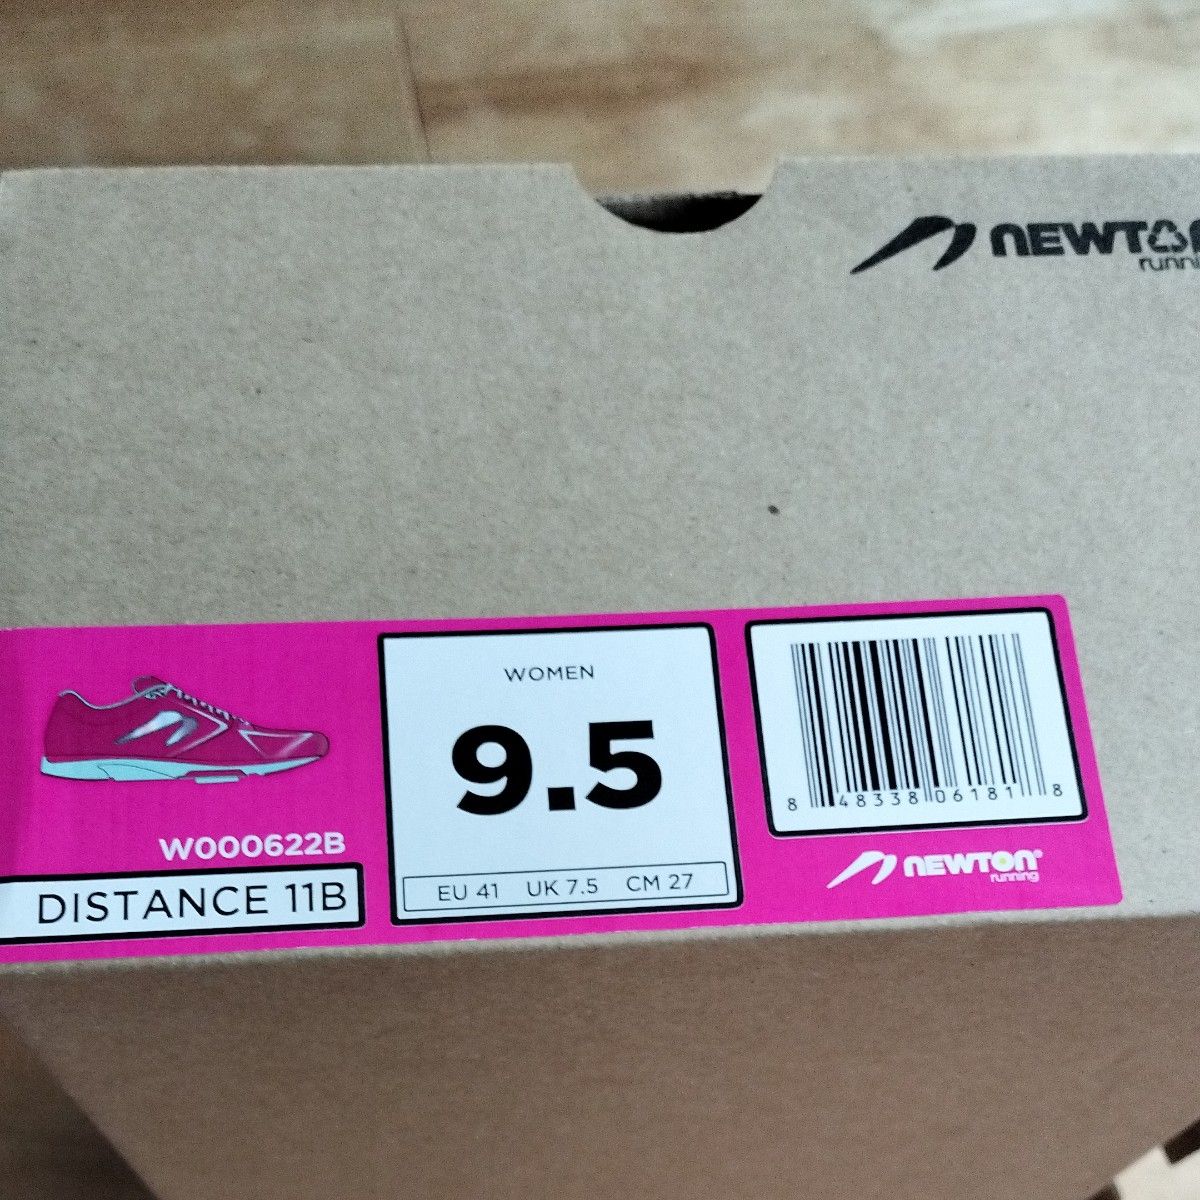 NEWTON
running
WOMEN
9.5
EU 41 UK 7.5 CM 27
W000622B
DISTANCE 11B
8 48338 06181 8
NEWTON
running